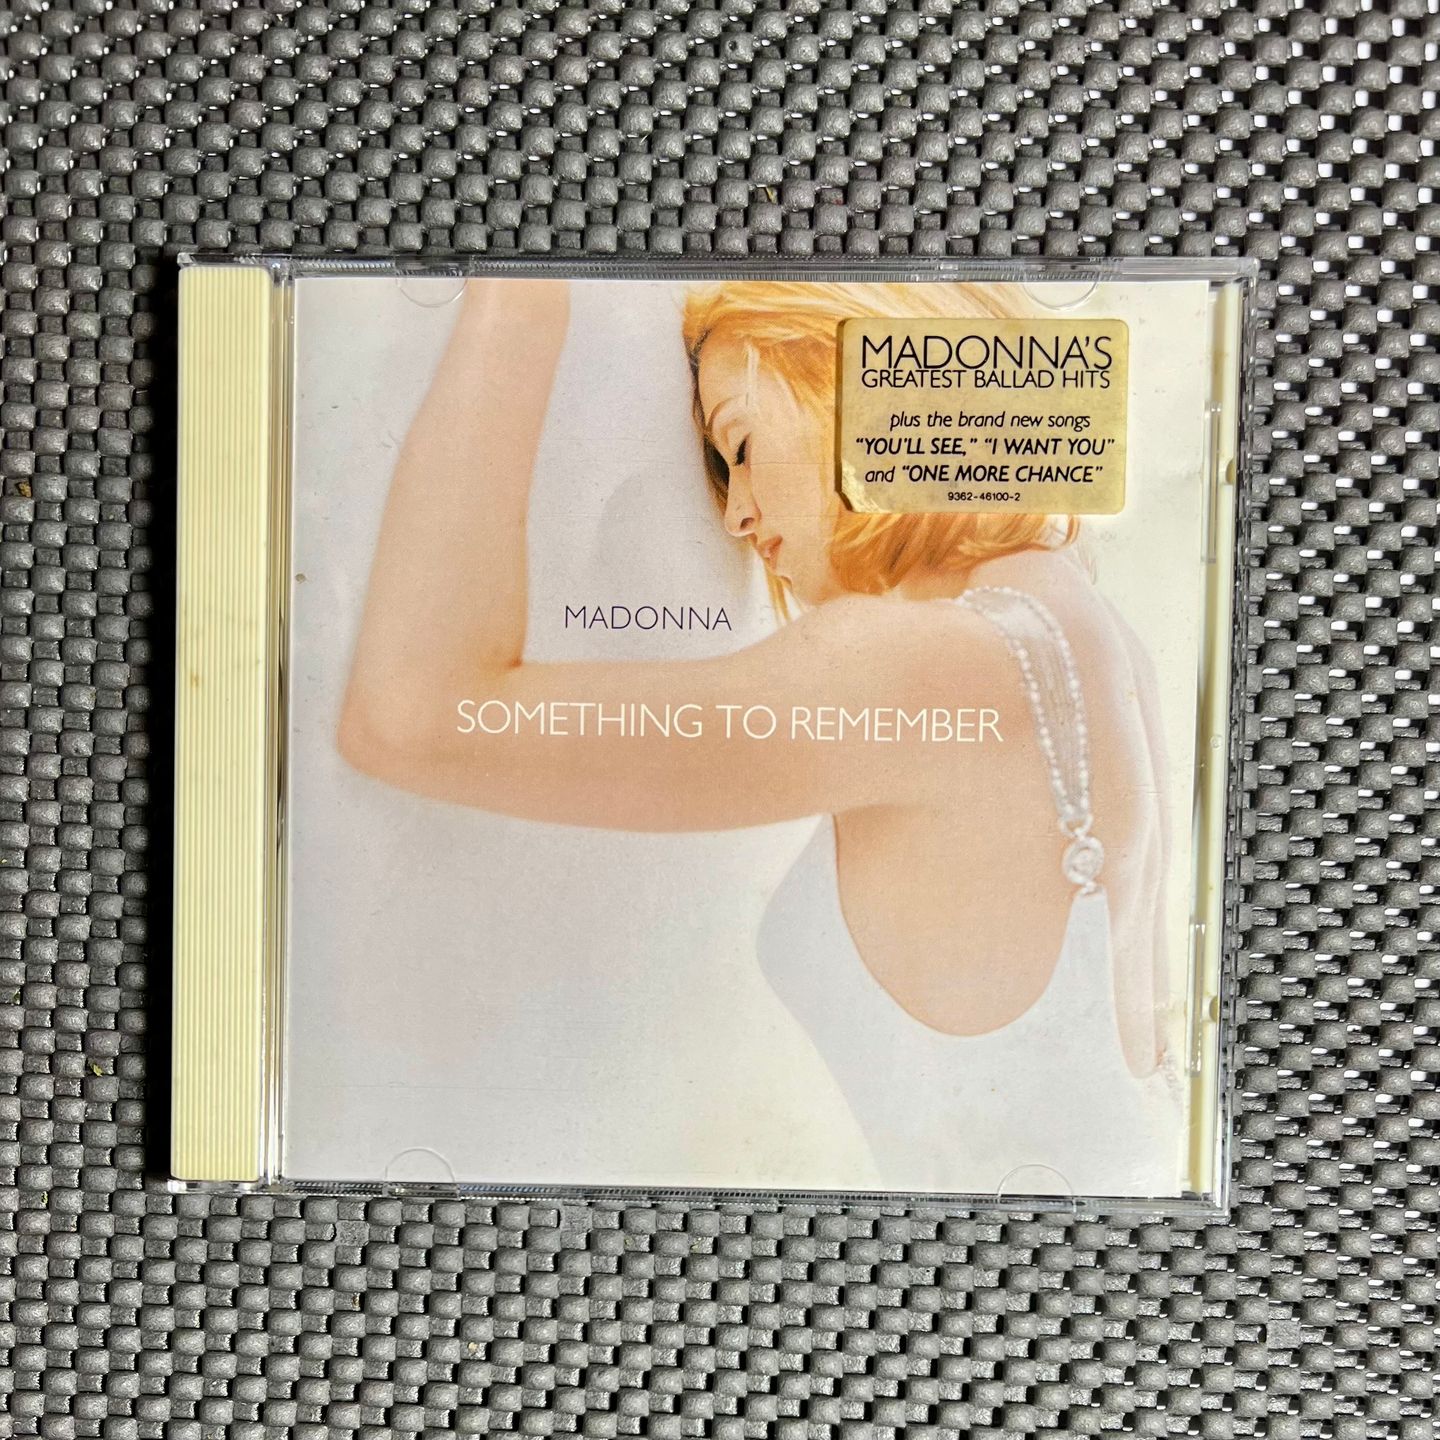 MADONNA'S
GREATEST BALLAD HITS
plus the brand new songs
"YOU'LL SEE," "I WANT YOU"
and "ONE MORE CHANCE"
9362-46100-2
MADONNA
SOMETHING TO REMEMBER